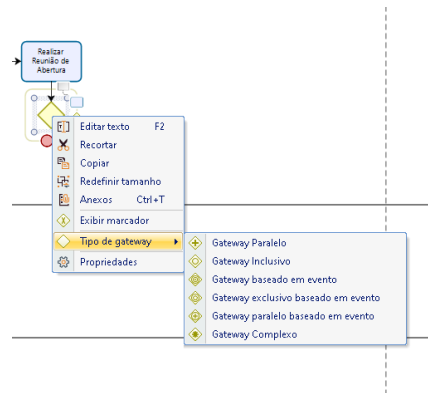 Realizar
Reunião de
Abertura
Editar texto F2
Recortar
Copiar
Redefinir tamanho
Anexos Ctrl+T
Exibir marcador
Tipo de gateway
Propriedades
Gateway Paralelo
Gateway Inclusivo
Gateway baseado em evento
Gateway exclusivo baseado em evento
Gateway paralelo baseado em evento
Gateway Complexo